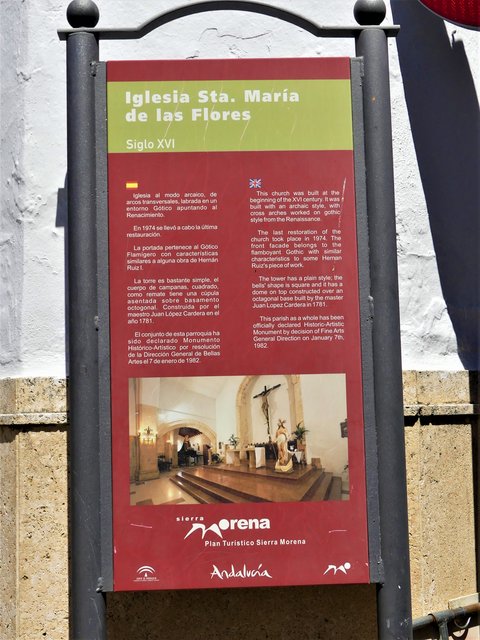 Iglesia Sta. María
de las Flores
Siglo XVI
Iglesia al modo arcaico, de
arcos transversales, labrada en un
entorno Gótico apuntando al
Renacimiento.
En 1974 se llevó a cabo la última
restauración.
La portada pertenece al Gótico
Flamígero con características
similares a alguna obra de Hernán
Ruiz I.
La torre es bastante simple, el
cuerpo de campanas, cuadrado,
como remate tiene una cúpula
asentada sobre basamento
octogonal. Construida por el
maestro Juan López Cardera en el
año 1781.
El conjunto de esta parroquia ha
sido declarado Monumento
Histórico-Artístico por resolución
de la Dirección General de Bellas
Artes el 7 de enero de 1982.
This church was built at the
beginning of the XVI century. It was
built with an archaic style, with
cross arches worked on gothic
style from the Renaissance.
The last restoration of the
church took place in 1974. The
front facade belongs to the
flamboyant Gothic with similar
characteristics to some Hernan
Ruiz's piece of work.
The tower has a plain style; the
bells' shape is square and it has a
dome on top constructed over an
octagonal base built by the master
Juan Lopez Cardera in 1781.
This parish as a whole has been
officially declared Historic-Artistic
Monument by decision of Fine Arts
General Direction on January 7th,
1982.
sierra
morena
Plan Turístico Sierra Morena
Andalucía